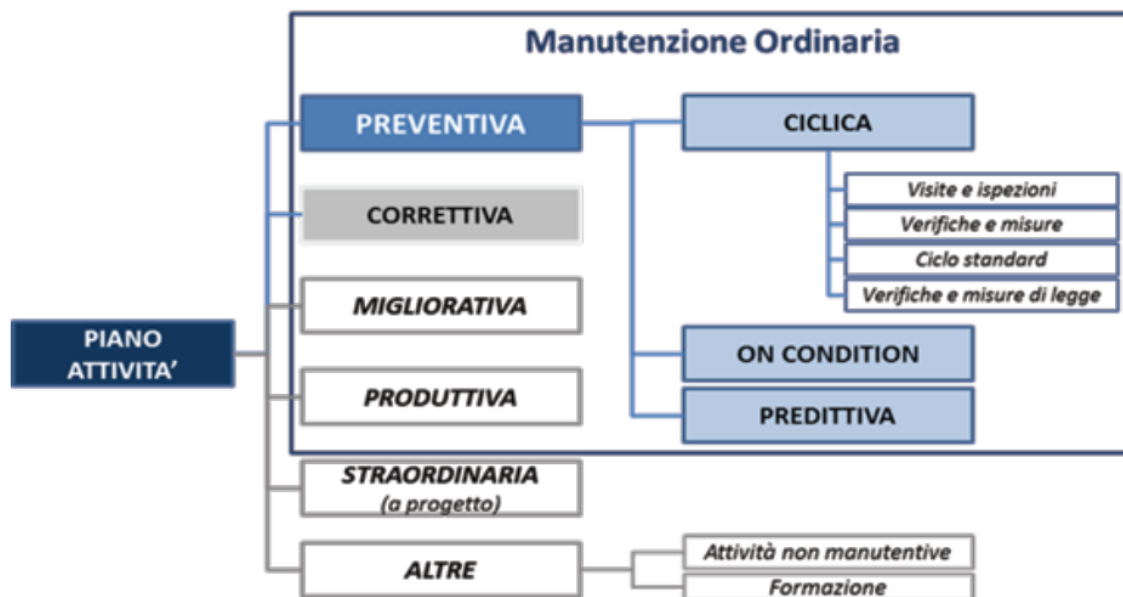 Manutenzione Ordinaria
PREVENTIVA
CICLICA
Visite e ispezioni
CORRETTIVA
Verifiche e misure
Ciclo standard
MIGLIORATIVA
Verifiche e misure di legge
PIANO
ATTIVITA’
ON CONDITION
PRODUTTIVA
PREDITTIVA
STRAORDINARIA
(a progetto)
ALTRE
Attività non manutentive
Formazione